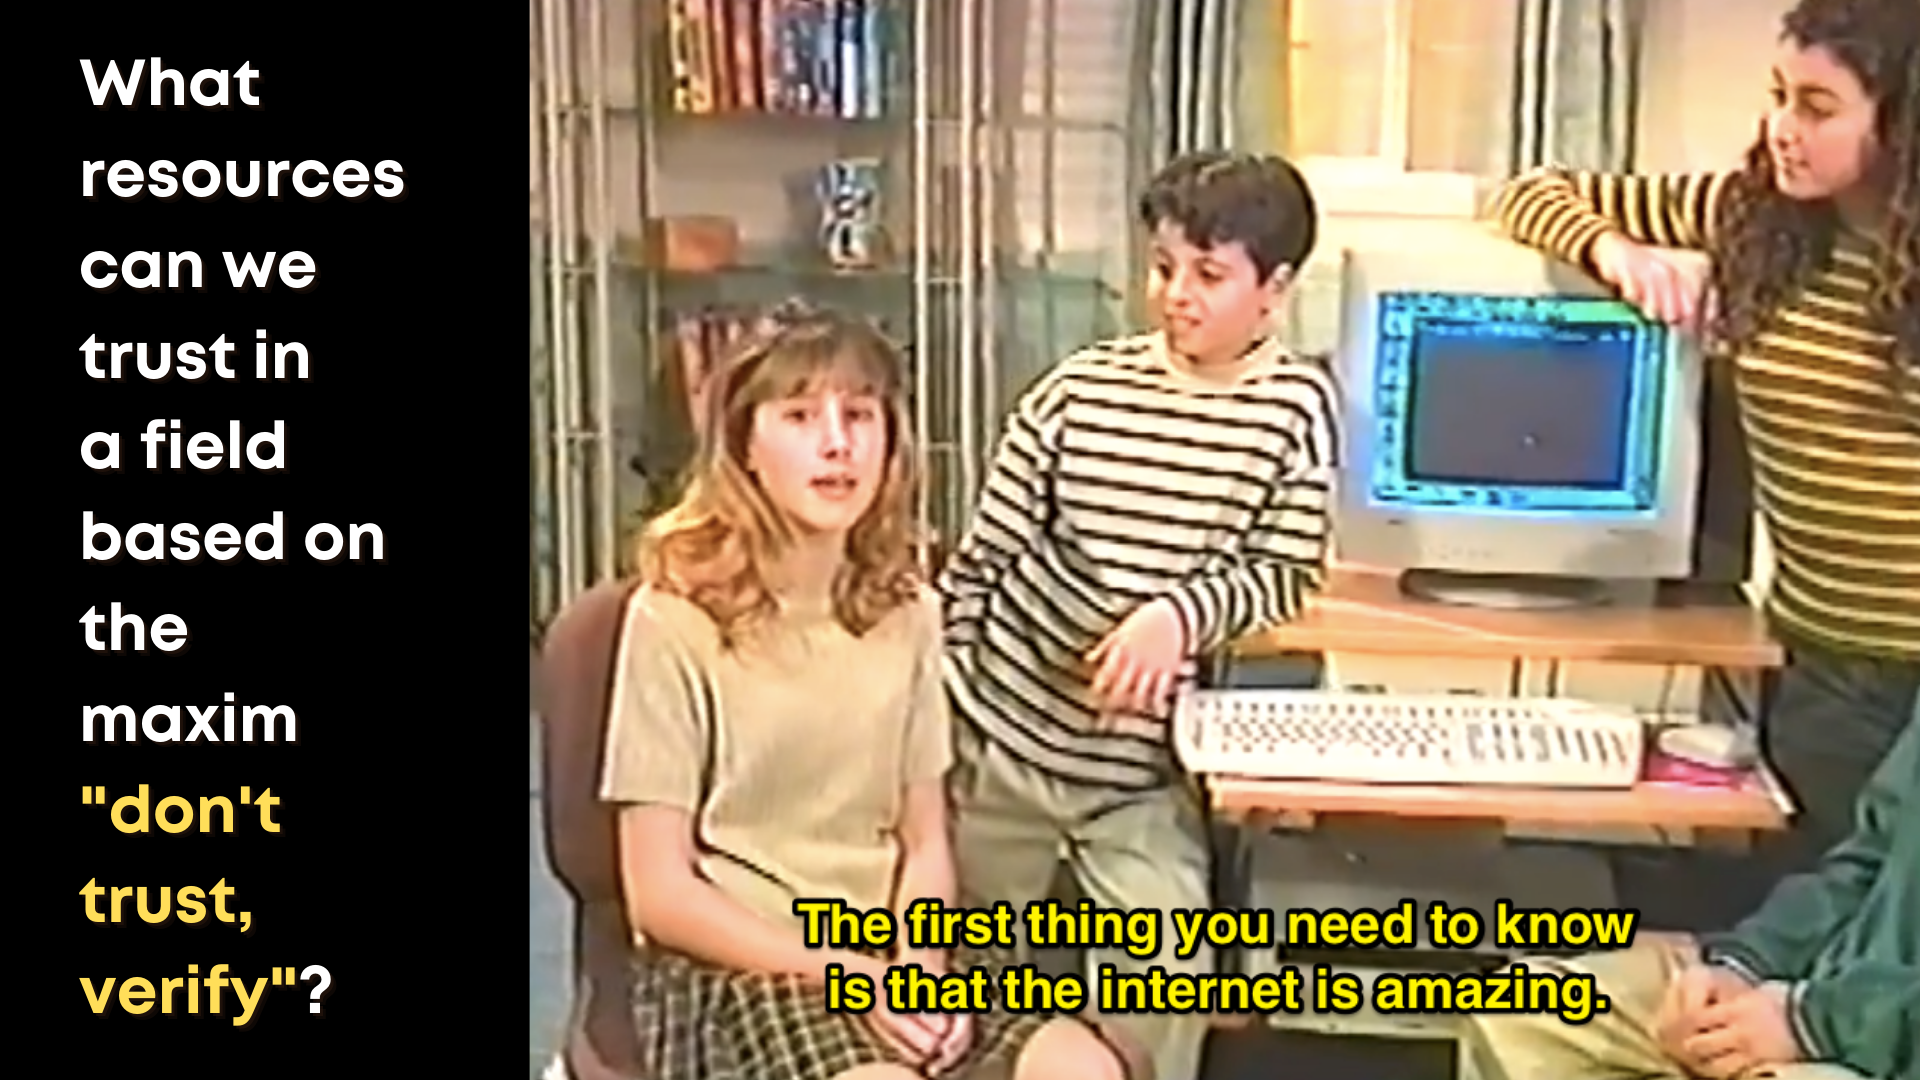 What
resources
can we
trust in
a field
based on
the
maxim
"don't
trust,
verify"?
The first thing you need to know
is that the internet is amazing.